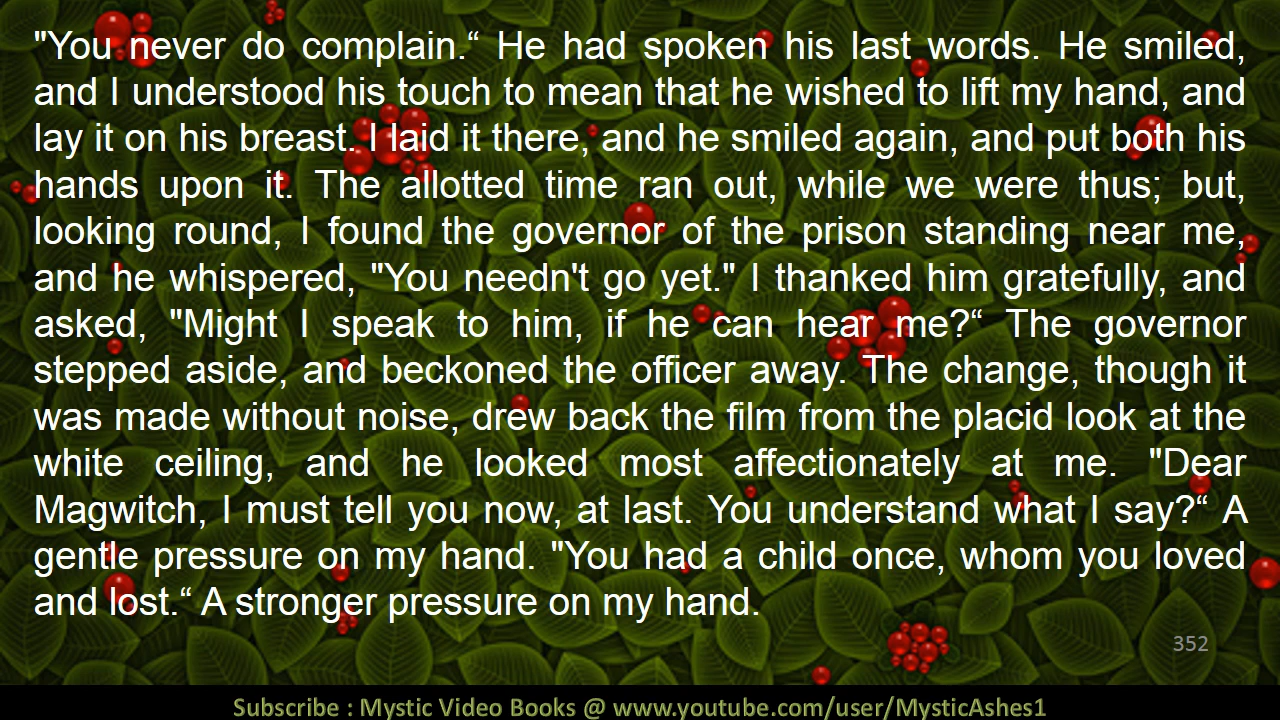 "You never do complain.“ He had spoken his last words. He smiled,
and I understood his touch to mean that he wished to lift my hand, and
lay it on his breast. I laid it there, and he smiled again, and put both his
hands upon it. The allotted time ran out, while we were thus; but,
looking round, I found the governor of the prison standing near me,
and he whispered, "You needn't go yet." I thanked him gratefully, and
asked, "Might I speak to him, if he can hear me?“ The governor
stepped aside, and beckoned the officer away. The change, though it
was made without noise, drew back the film from the placid look at the
white ceiling, and he looked most affectionately at me. "Dear
Magwitch, I must tell you now, at last. You understand what I say?“ A
gentle pressure on my hand. "You had a child once, whom you loved
and lost.“ A stronger pressure on my hand.
352
Subscribe : Mystic Video Books @ www.youtube.com/user/MysticAshes1